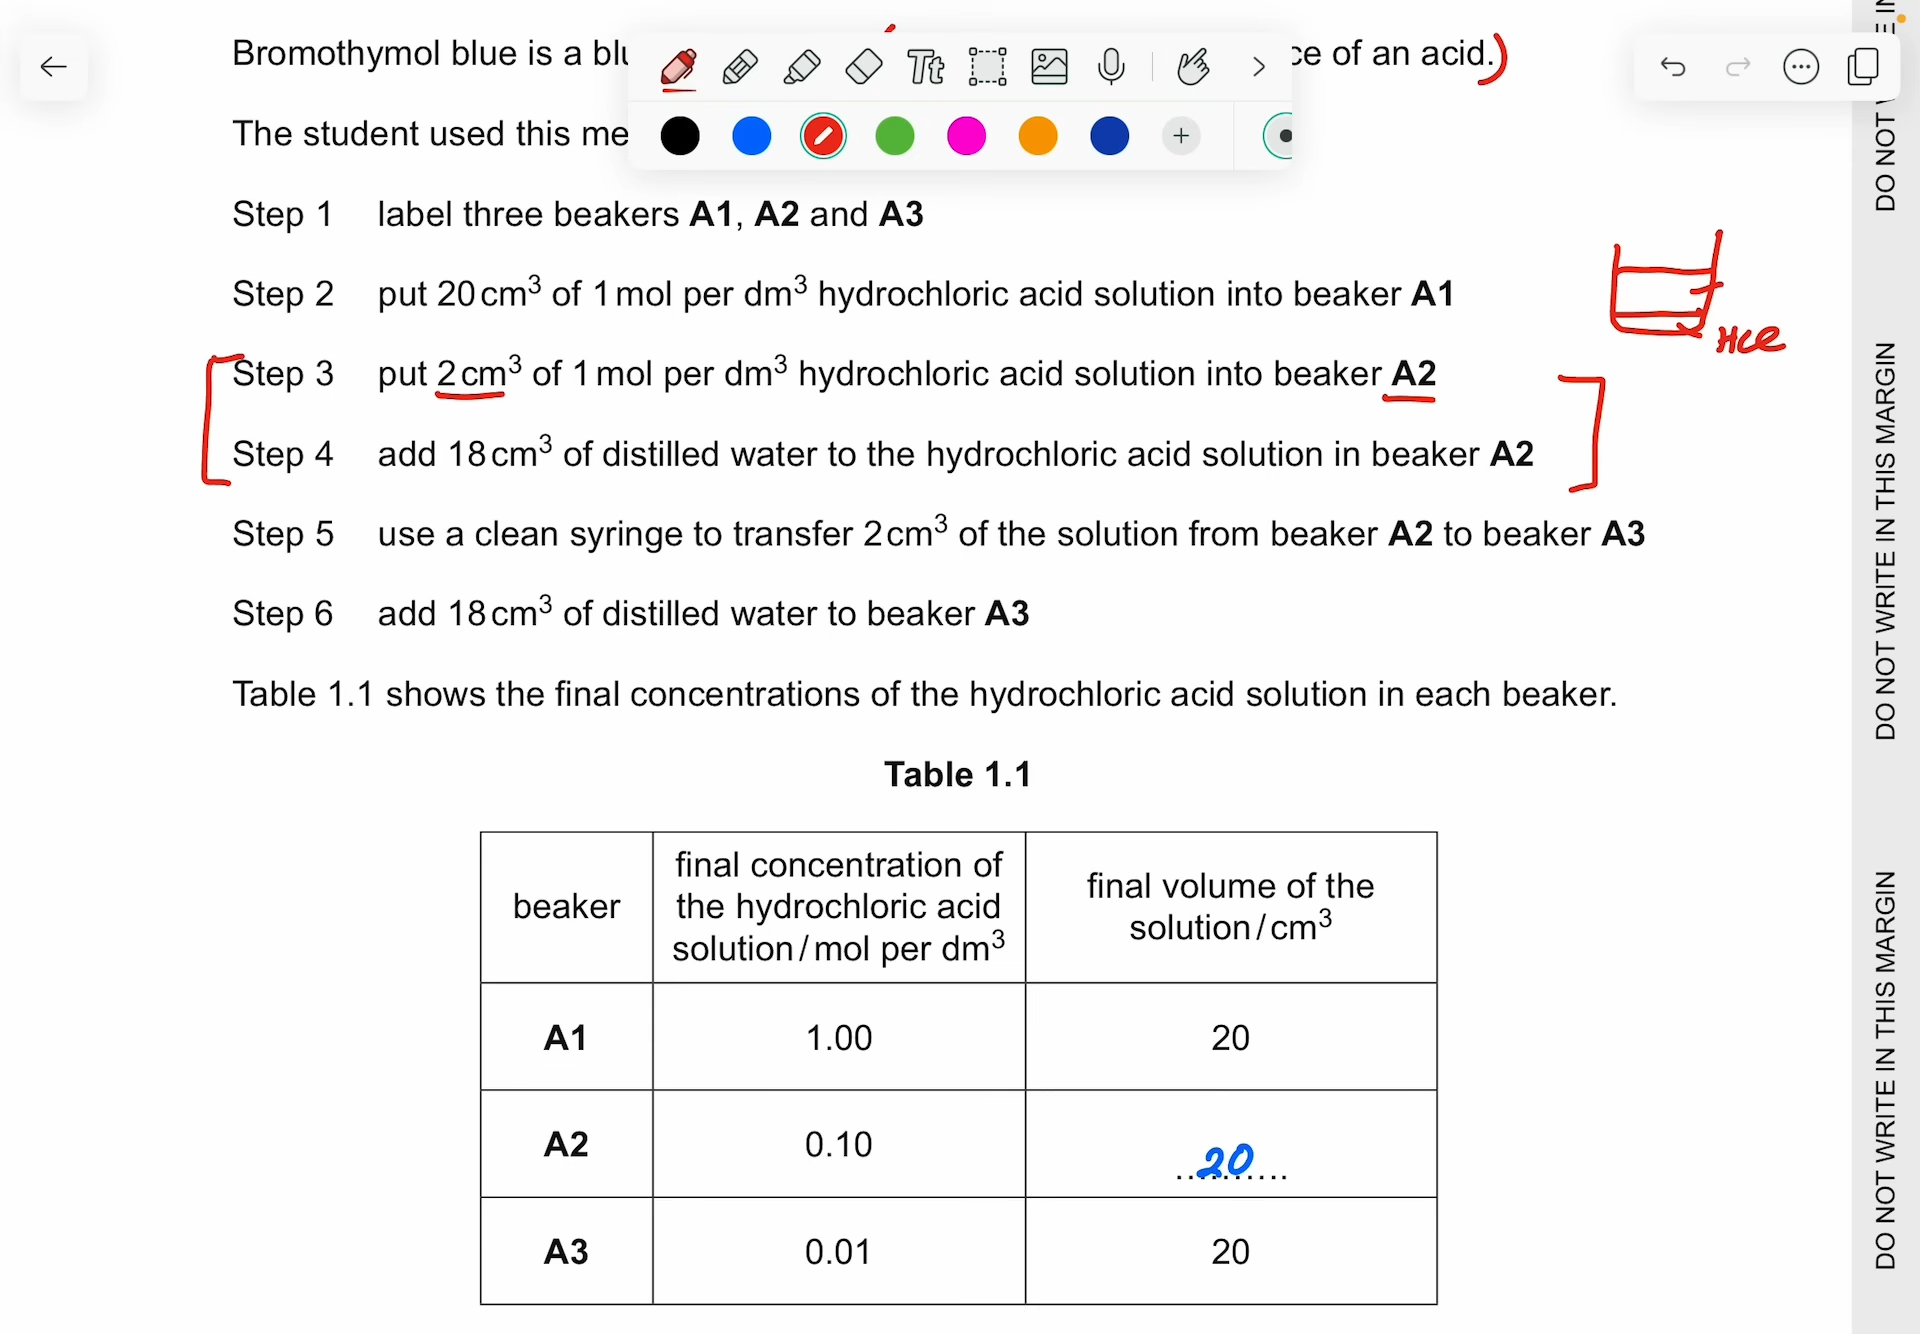 Bromothymol blue is a blu
ce of an acid.)
Tt
The student used this me
Step 1 label three beakers A1, A2 and A3
Step 2 put 20 cm³ of 1 mol per dm³ hydrochloric acid solution into beaker A1
Step 3 put 2 cm³ of 1 mol per dm³ hydrochloric acid solution into beaker A2
HCl
Step 4 add 18 cm³ of distilled water to the hydrochloric acid solution in beaker A2
Step 5 use a clean syringe to transfer 2 cm³ of the solution from beaker A2 to beaker A3
Step 6 add 18 cm³ of distilled water to beaker A3
Table 1.1 shows the final concentrations of the hydrochloric acid solution in each beaker.
Table 1.1
beaker
final concentration of
the hydrochloric acid
solution / mol per dm³
final volume of the
solution / cm³
A1 1.00 20
A2 0.10 20
A3 0.01 20
DO NOT
DO NOT WRITE IN THIS MARGIN
DO NOT WRITE IN THIS MARGIN